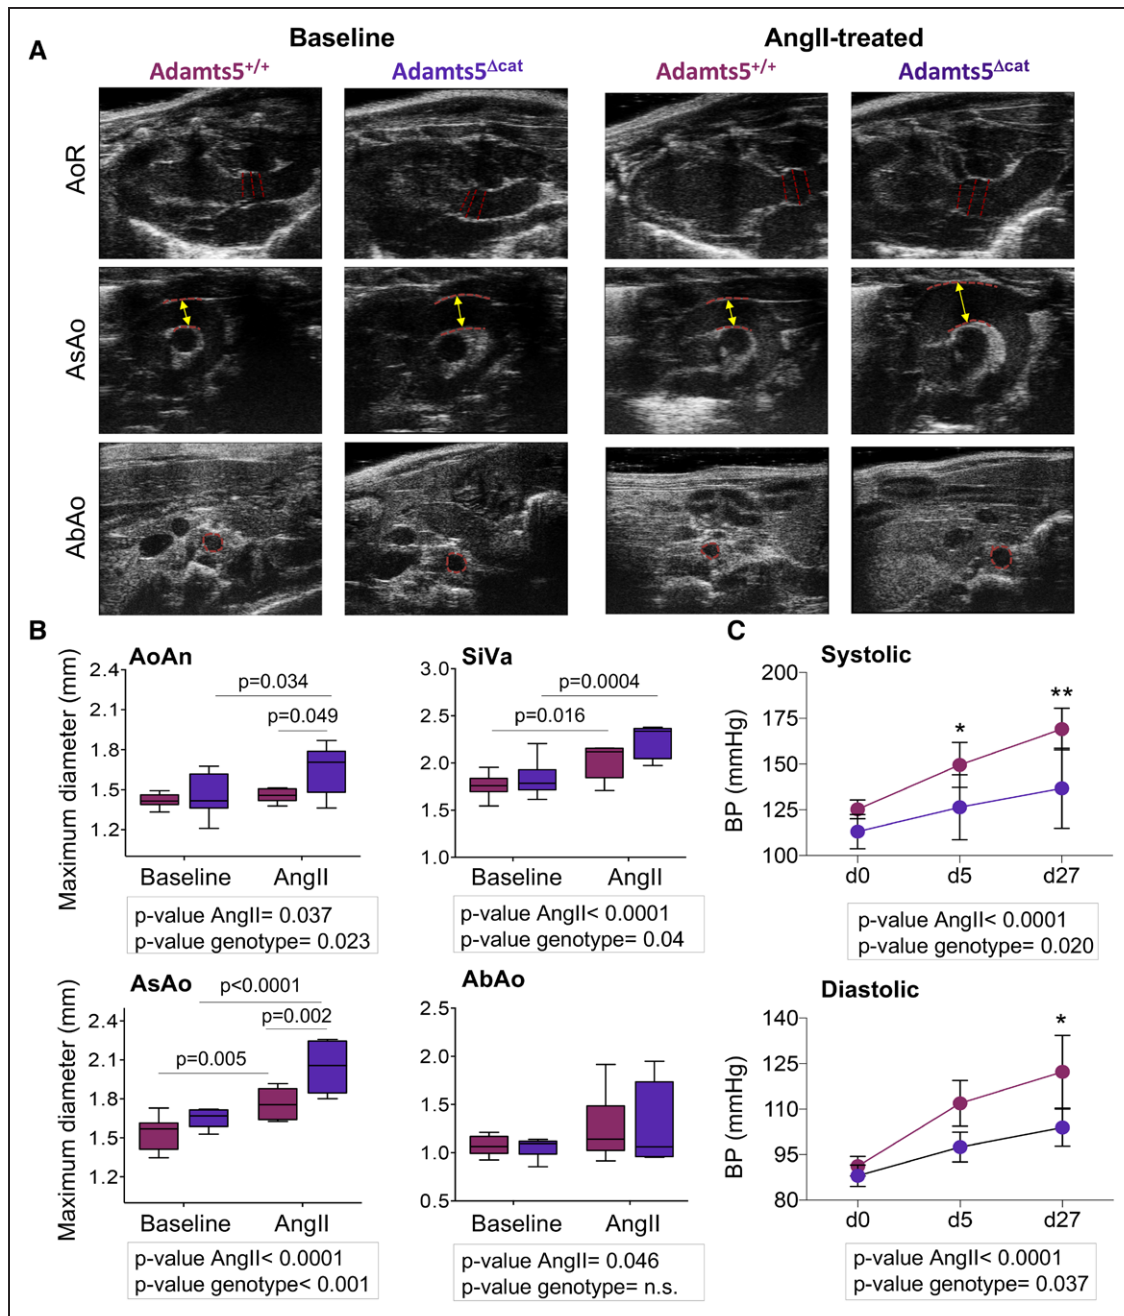 A
Baseline
AngII-treated
Adamts5+/+
Adamts5Δcat
Adamts5+/+
Adamts5Δcat
AoR
AsAo
AbAo
B
AoAn
Maximum diameter (mm)
2.4
2.1
1.8
1.5
1.2
p=0.034
p=0.049
Baseline
AngII
p-value AngII= 0.037
p-value genotype= 0.023
SiVa
3.0
2.5
2.0
1.5
1.0
p=0.0004
p=0.016
Baseline
AngII
p-value AngII< 0.0001
p-value genotype= 0.04
C
Systolic
BP (mmHg)
200
175
150
125
100
*
**
d0
d5
d27
p-value AngII< 0.0001
p-value genotype= 0.020
AsAo
Maximum diameter (mm)
2.4
2.1
1.8
1.5
1.2
p<0.0001
p=0.002
p=0.005
Baseline
AngII
p-value AngII< 0.0001
p-value genotype< 0.001
AbAo
2.5
2.0
1.5
1.0
0.5
Baseline
AngII
p-value AngII= 0.046
p-value genotype= n.s.
Diastolic
BP (mmHg)
140
125
110
95
80
*
d0
d5
d27
p-value AngII< 0.0001
p-value genotype= 0.037